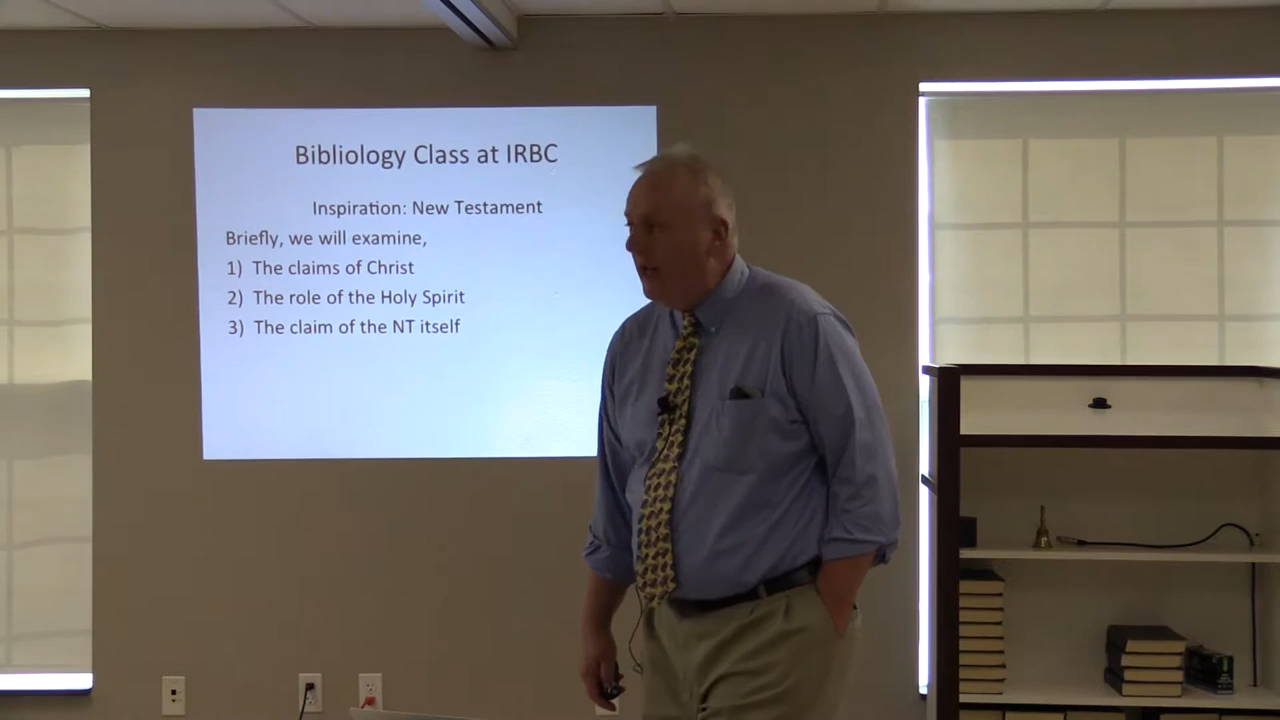 Bibliology Class at IRBC
Inspiration: New Testament
Briefly, we will examine,
1) The claims of Christ
2) The role of the Holy Spirit
3) The claim of the NT itself